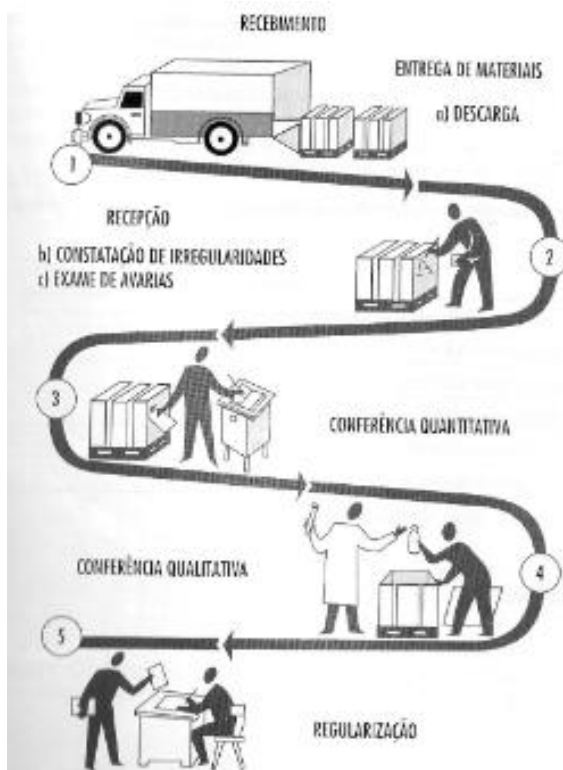 RECEBIMENTO
ENTREGA DE MATERIAIS
a) DESCARGA
1
RECEPÇÃO
b) CONSTATAÇÃO DE IRREGULARIDADES
c) EXAME DE AVARIAS
2
3
CONFERÊNCIA QUANTITATIVA
CONFERÊNCIA QUALITATIVA
4
5
REGULARIZAÇÃO